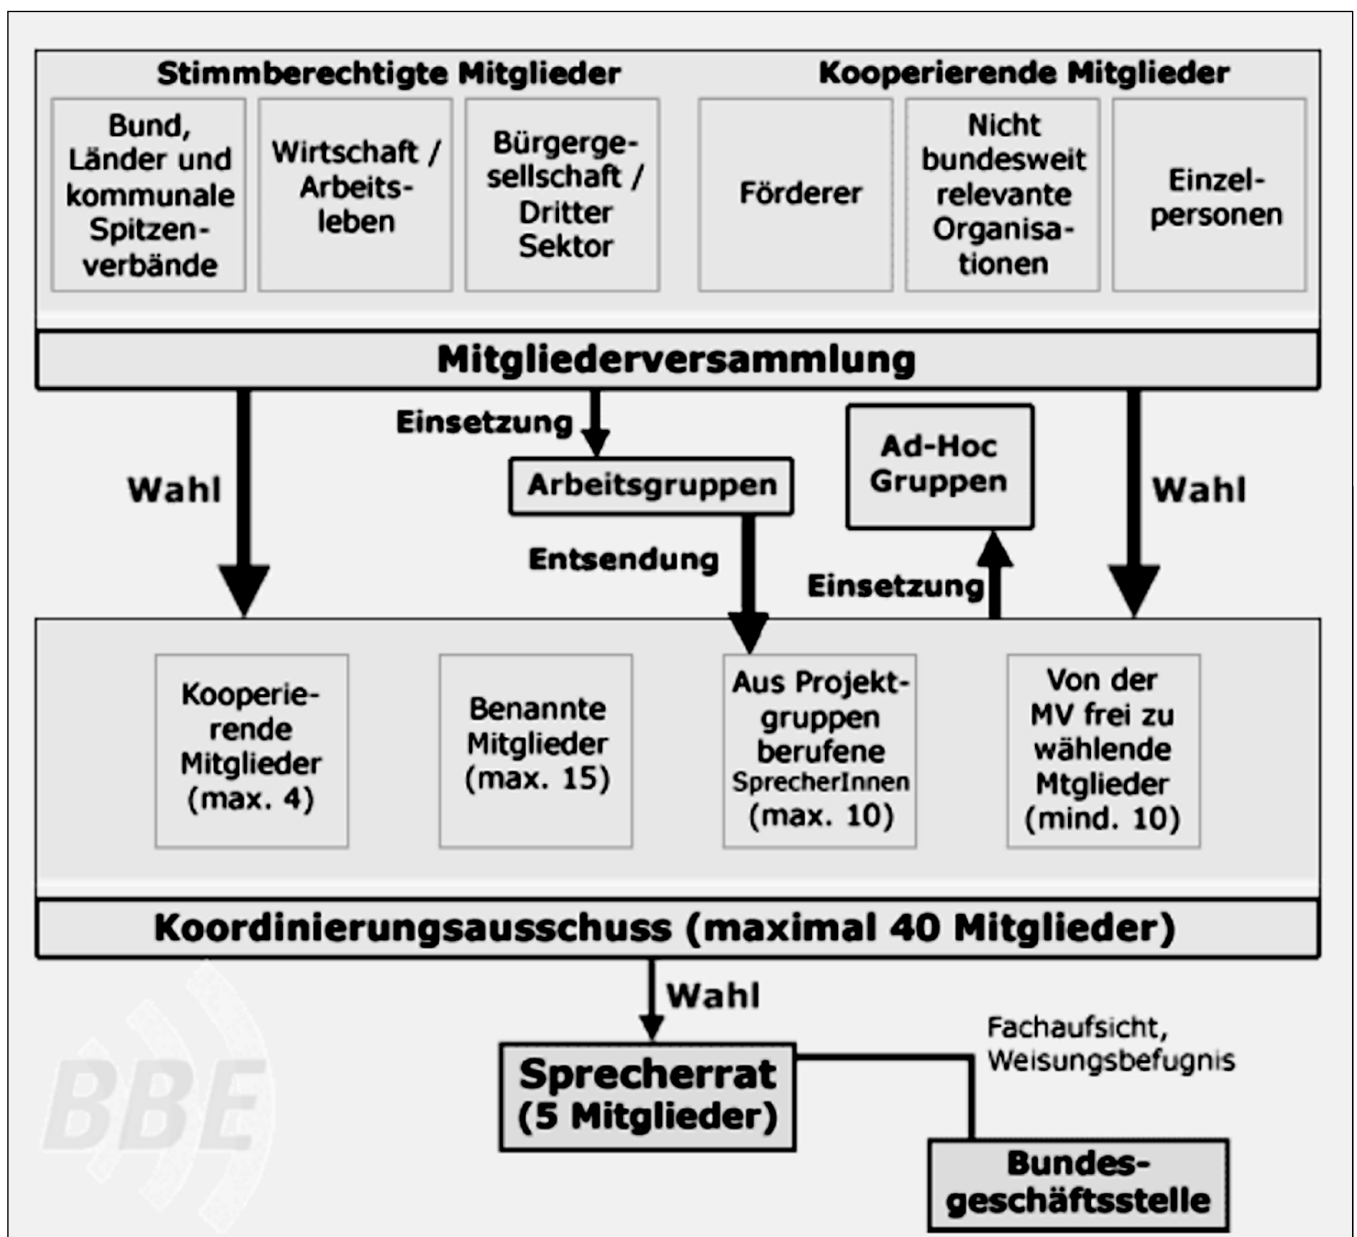 Stimmberechtigte Mitglieder
Kooperierende Mitglieder
Bund,
Länder und
kommunale
Spitzen-
verbände
Wirtschaft /
Arbeits-
leben
Bürgerge-
sellschaft /
Dritter
Sektor
Förderer
Nicht
bundesweit
relevante
Organisa-
tionen
Einzel-
personen
Mitgliederversammlung
Wahl
Einsetzung
Arbeitsgruppen
Entsendung
Ad-Hoc
Gruppen
Einsetzung
Wahl
Kooperie-
rende
Mitglieder
(max. 4)
Benannte
Mitglieder
(max. 15)
Aus Projekt-
gruppen
berufene
SprecherInnen
(max. 10)
Von der
MV frei zu
wählende
Mtglieder
(mind. 10)
Koordinierungsausschuss (maximal 40 Mitglieder)
Wahl
Sprecherrat
(5 Mitglieder)
Fachaufsicht,
Weisungsbefugnis
Bundes-
geschäftsstelle
BBE